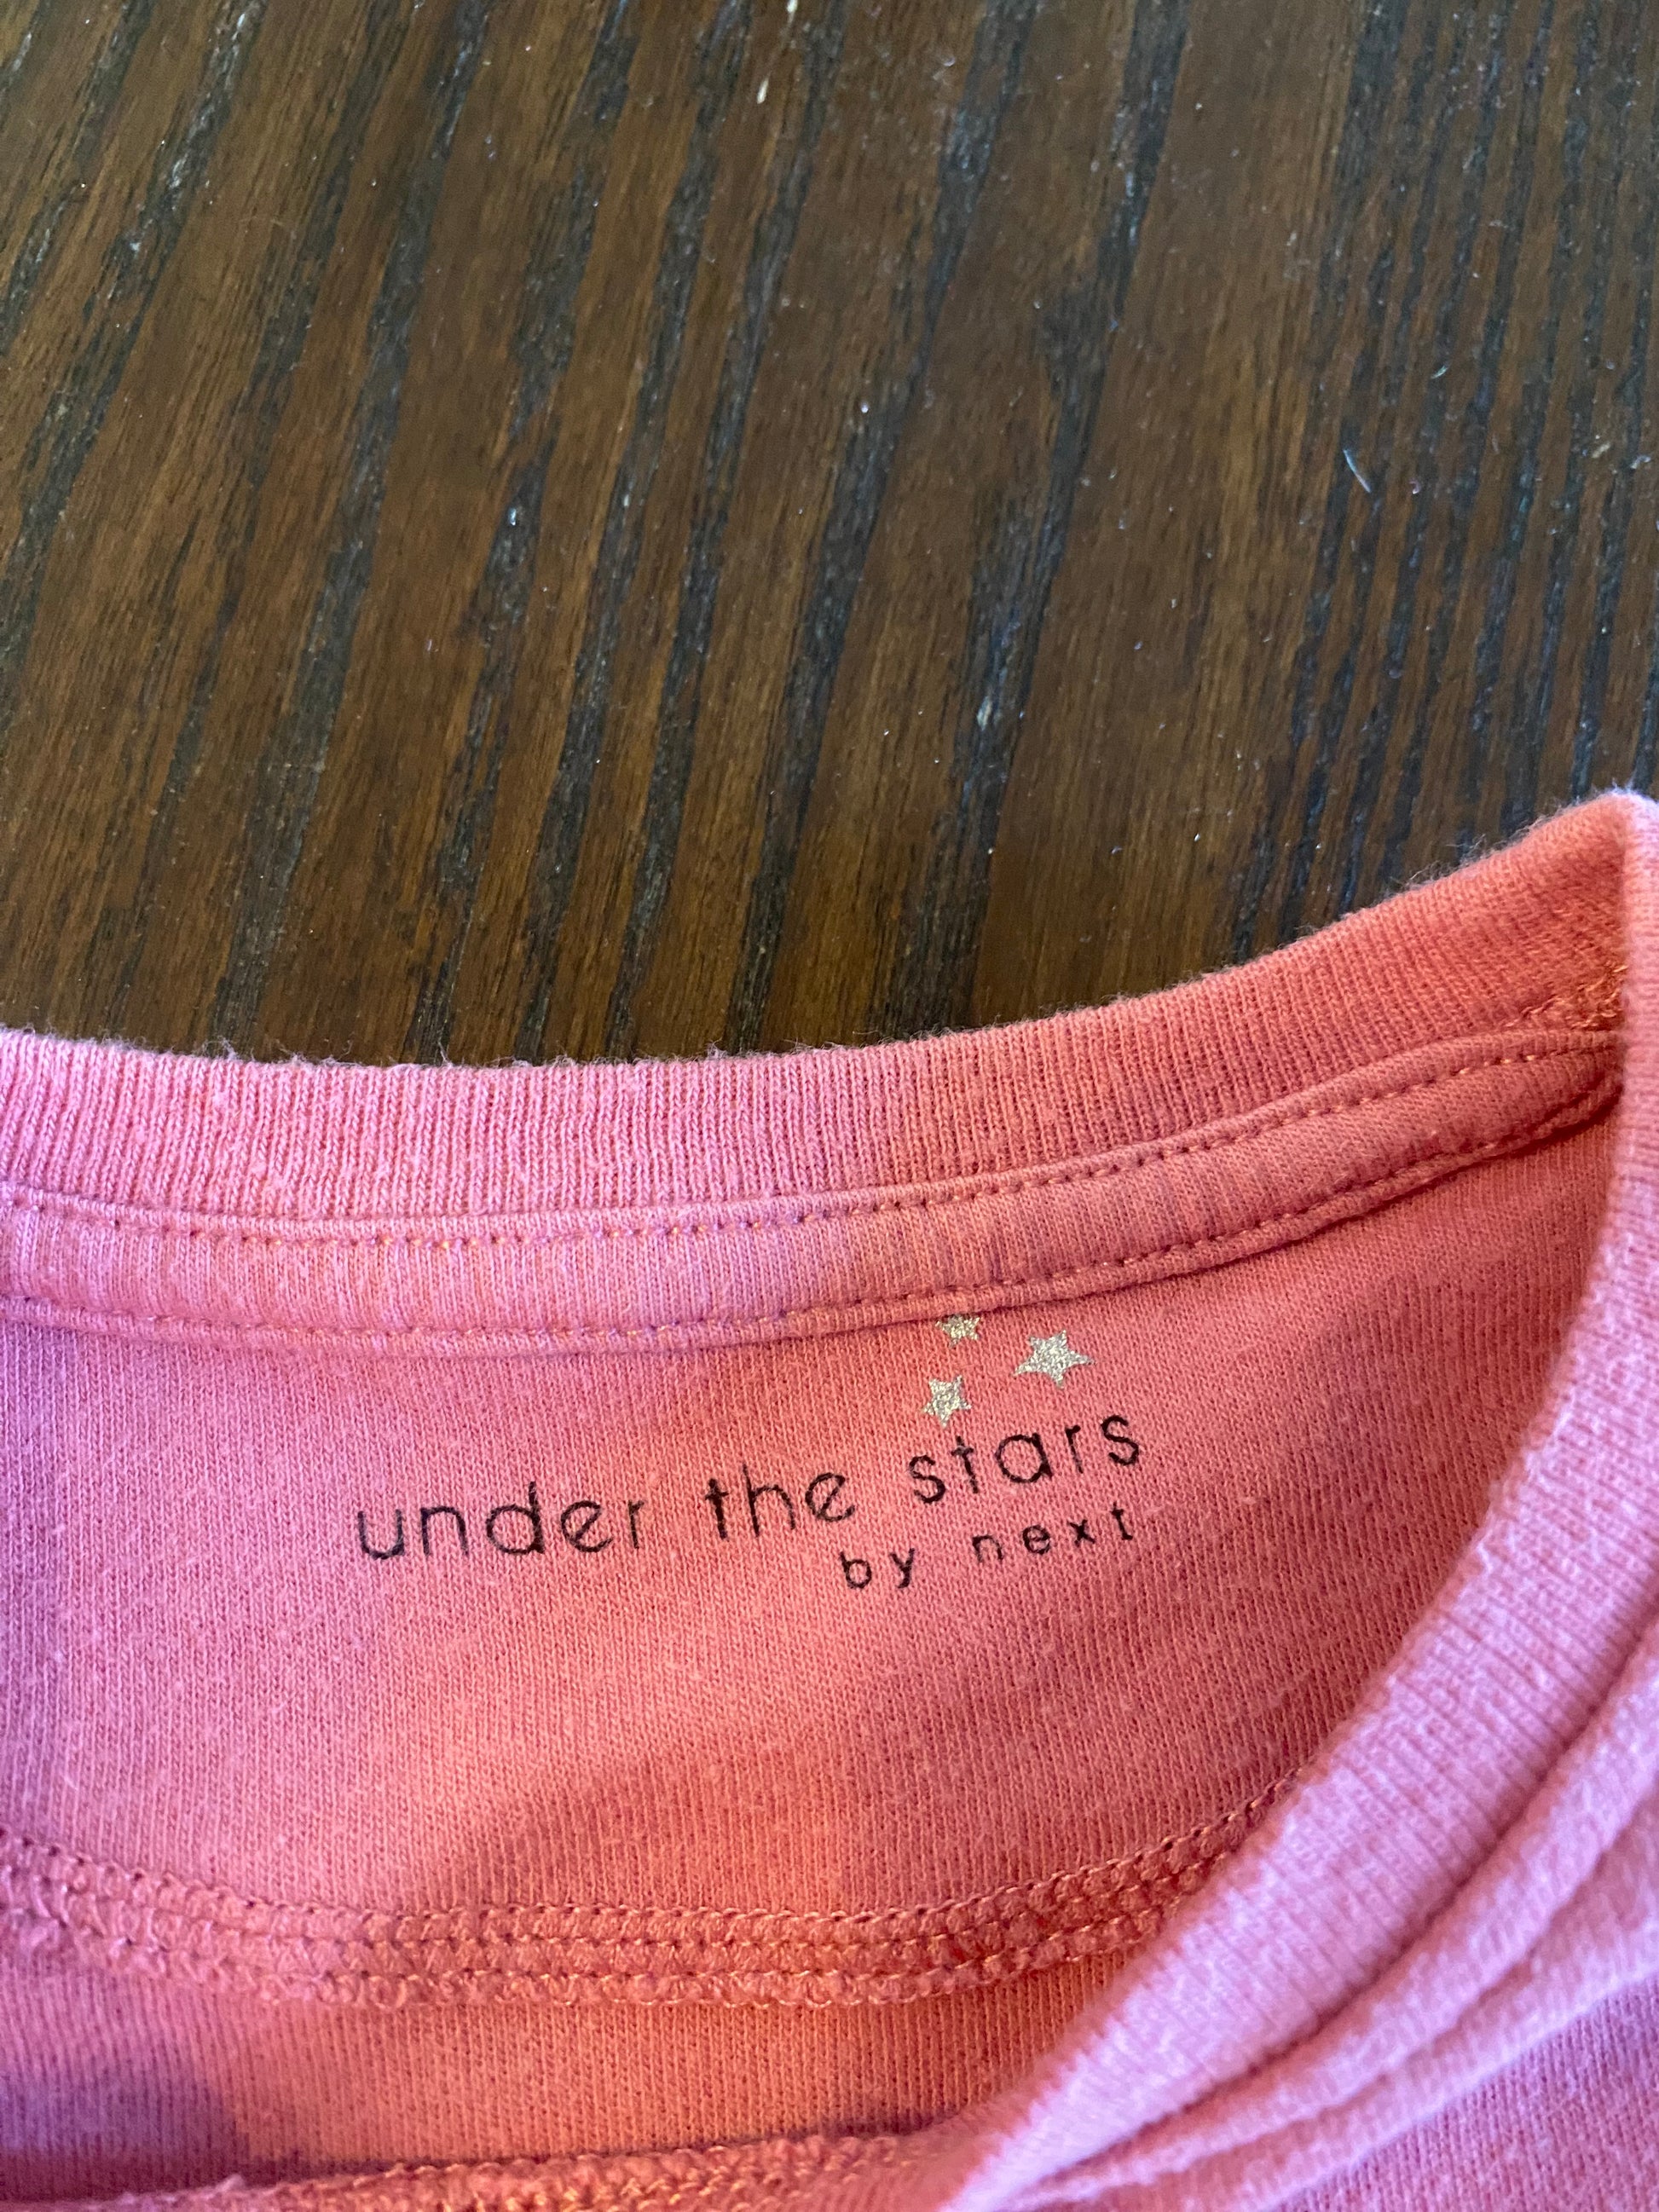 under the stars
by next